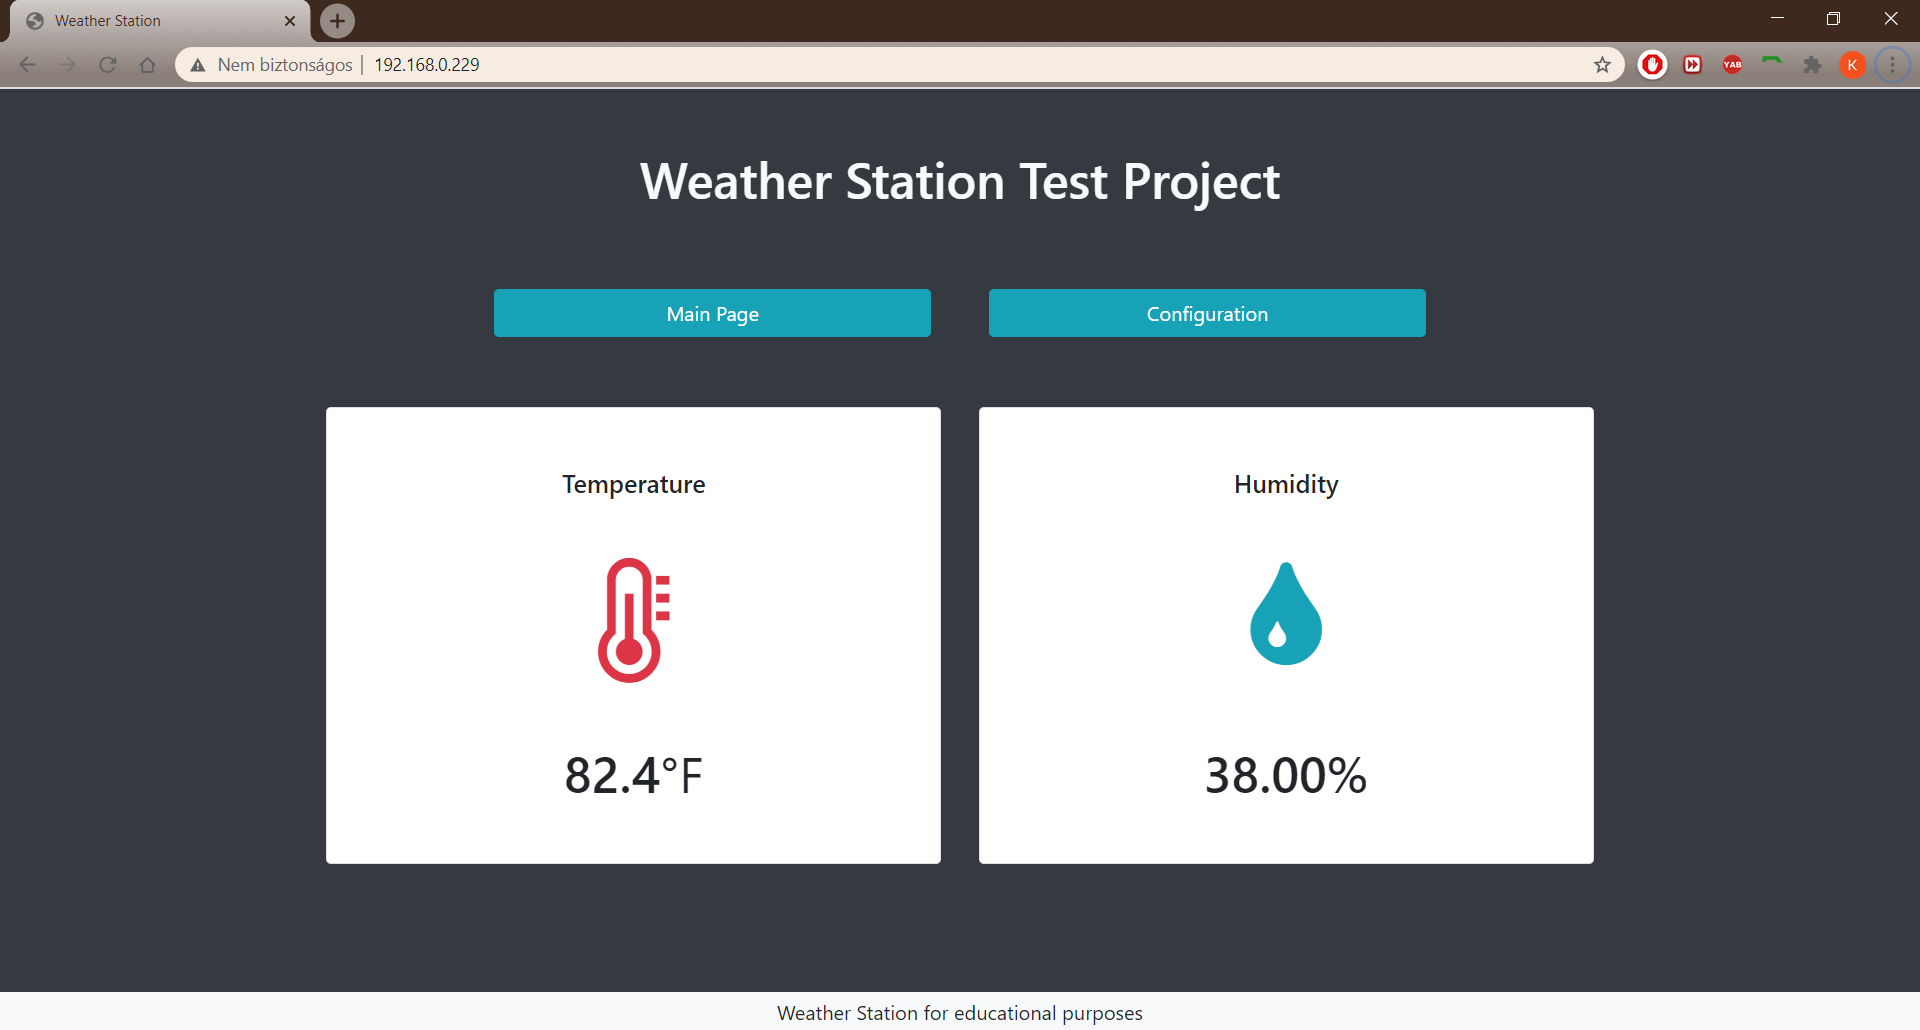 Weather Station
Nem biztonságos | 192.168.0.229
YAB
K
Weather Station Test Project
Main Page
Configuration
Temperature
Humidity
82.4°F
38.00%
Weather Station for educational purposes